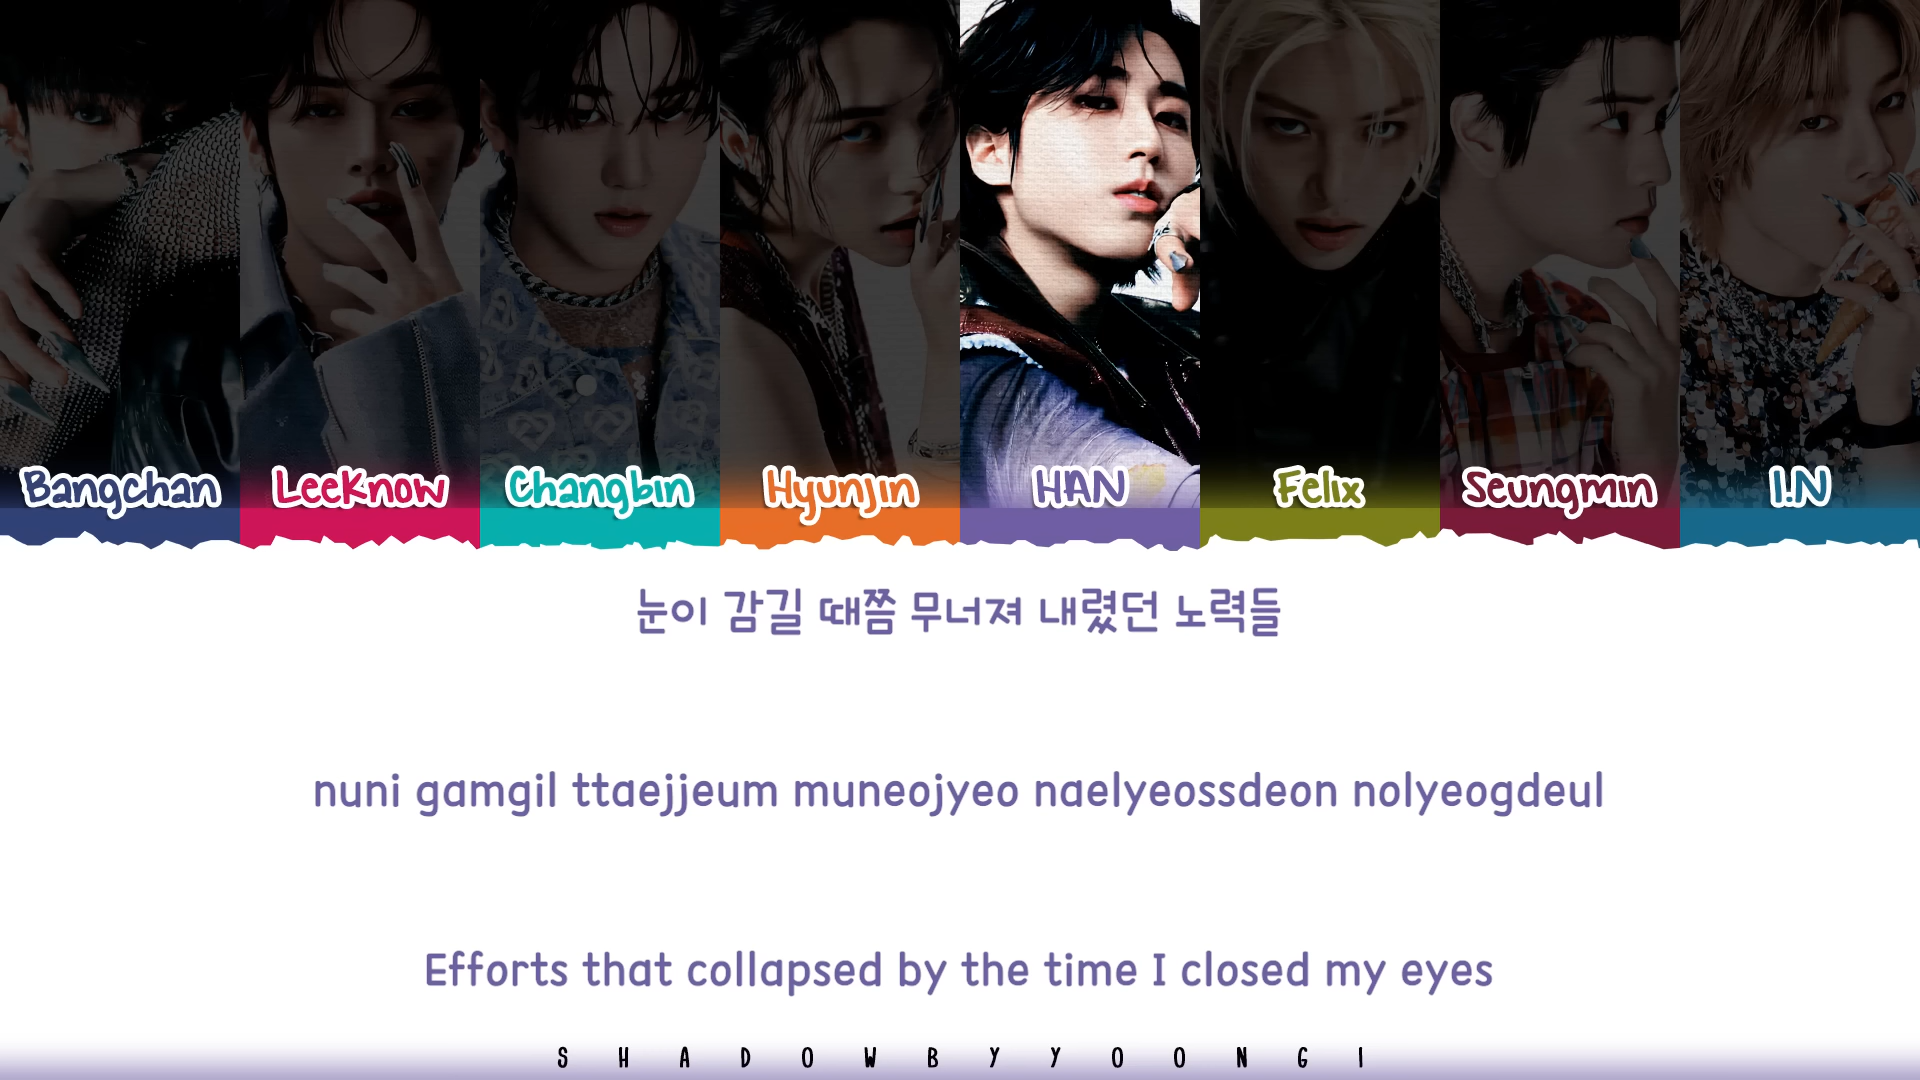 Bangchan LeeKnow Changbin Hyunjin HAN Felix Seungmin I.N
눈이 감길 때쯤 무너져 내렸던 노력들
nuni gamgil ttaejjeum muneojyeo naelyeossdeon nolyeogdeul
Efforts that collapsed by the time I closed my eyes
SHADOWBYYOONGI